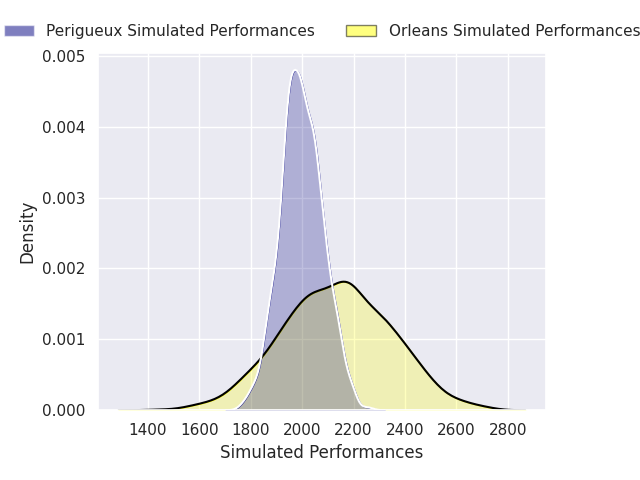 Perigueux Simulated Performances Orleans Simulated Performances
0.005
0.004
0.003
0.002
0.001
0.000
Density
1400 1600 1800 2000 2200 2400 2600 2800
Simulated Performances